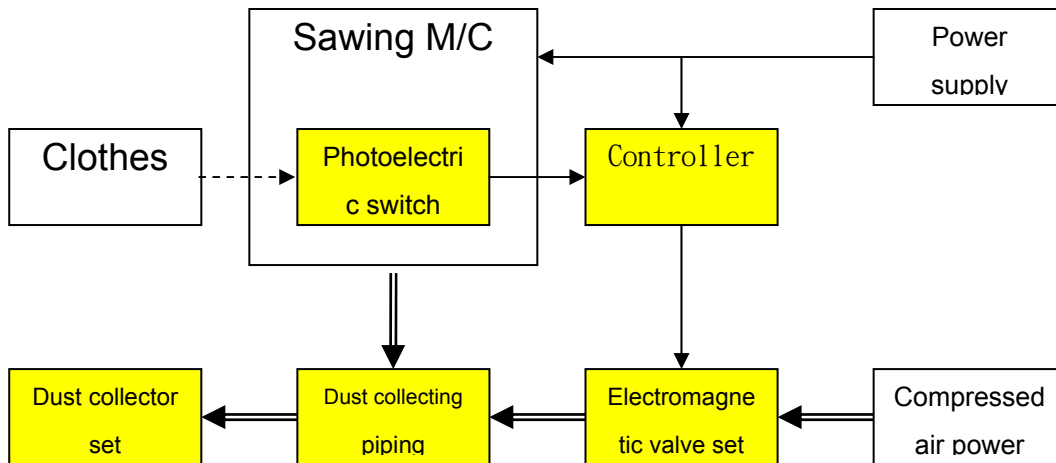 Sawing M/C
Power
supply
Clothes
Photoelectri
c switch
Controller
Dust collector
set
Dust collecting
piping
Electromagne
tic valve set
Compressed
air power